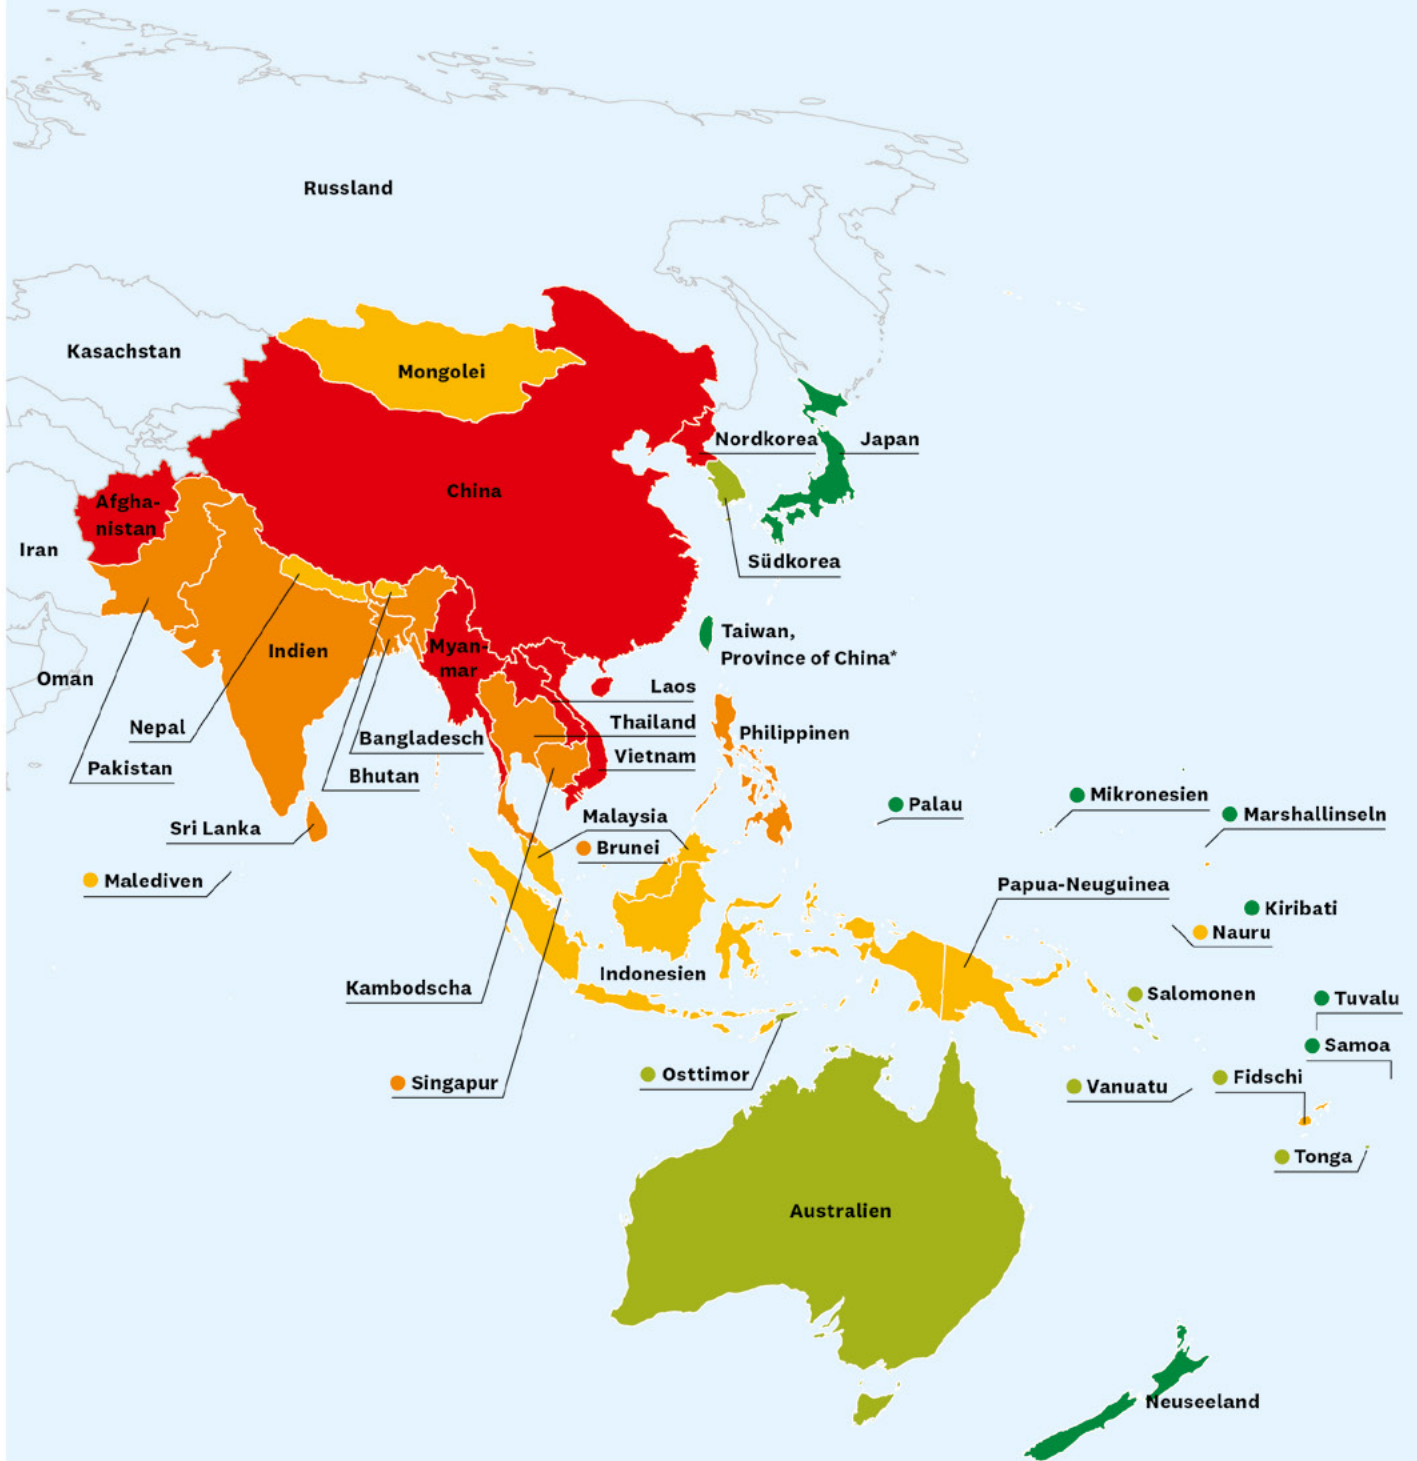 Russland
Kasachstan
Mongolei
Nordkorea
Japan
China
Afgha-
nistan
Iran
Südkorea
Taiwan,
Province of China*
Indien
Myan-
mar
Oman
Laos
Nepal
Thailand
Bangladesch
Philippinen
Vietnam
Pakistan
Bhutan
Mikronesien
Palau
Marshallinseln
Malaysia
Sri Lanka
Brunei
Malediven
Papua-Neuguinea
Kiribati
Nauru
Indonesien
Kambodscha
Salomonen
Tuvalu
Samoa
Osttimor
Singapur
Vanuatu
Fidschi
Tonga
Australien
Neuseeland